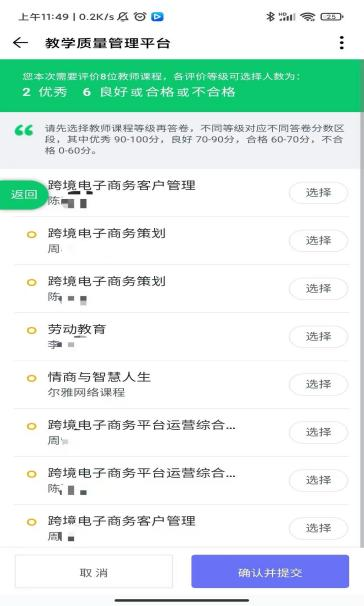 上午11:49 | 0.2K/s
HD
25
教学质量管理平台
您本次需要评价8位教师课程，各评价等级可选择人数为：
2 优秀 6 良好或合格或不合格
请先选择教师课程等级再答卷，不同等级对应不同答卷分数区
段，其中优秀 90-100分，良好 70-90分，合格 60-70分，不合
格 0-60分。
返回
跨境电子商务客户管理
陈
选择
跨境电子商务策划
周
选择
跨境电子商务策划
陈
选择
劳动教育
李
选择
情商与智慧人生
尔雅网络课程
选择
跨境电子商务平台运营综合...
周
选择
跨境电子商务平台运营综合...
陈
选择
跨境电子商务客户管理
周
选择
取消
确认并提交